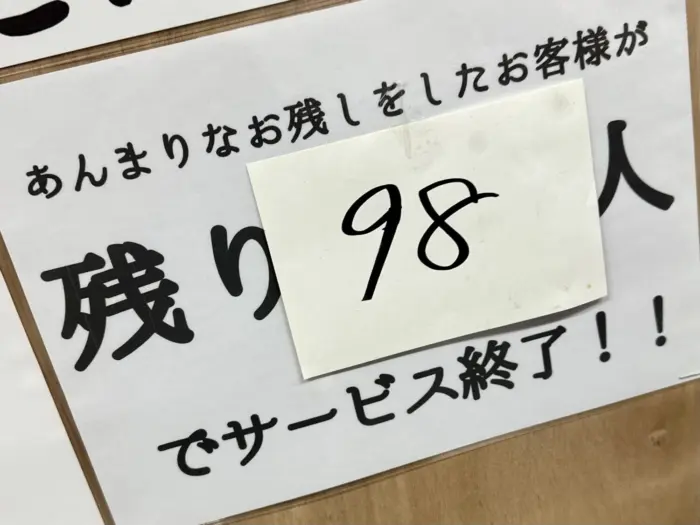 あんまりなお残しをしたお客様が
残り98人
でサービス終了！！